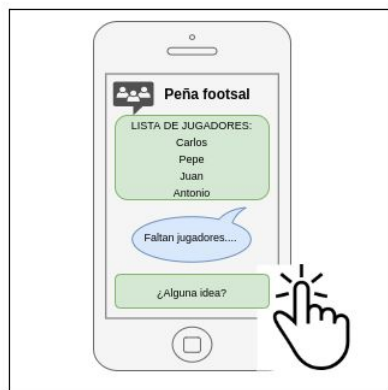 Peña footsal
LISTA DE JUGADORES:
Carlos
Pepe
Juan
Antonio
Faltan jugadores....
¿Alguna idea?